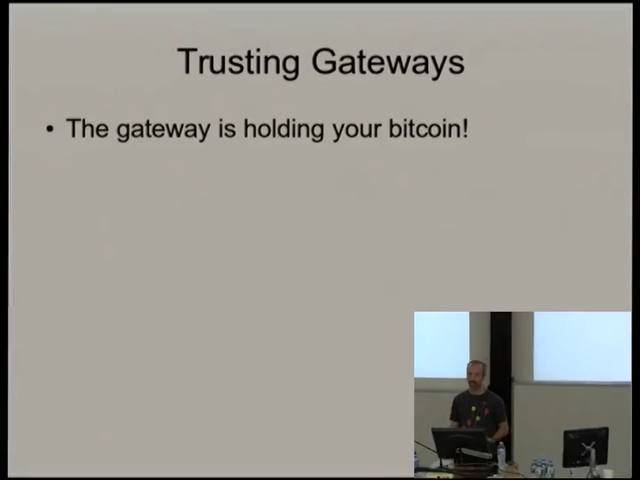 Trusting Gateways
• The gateway is holding your bitcoin!